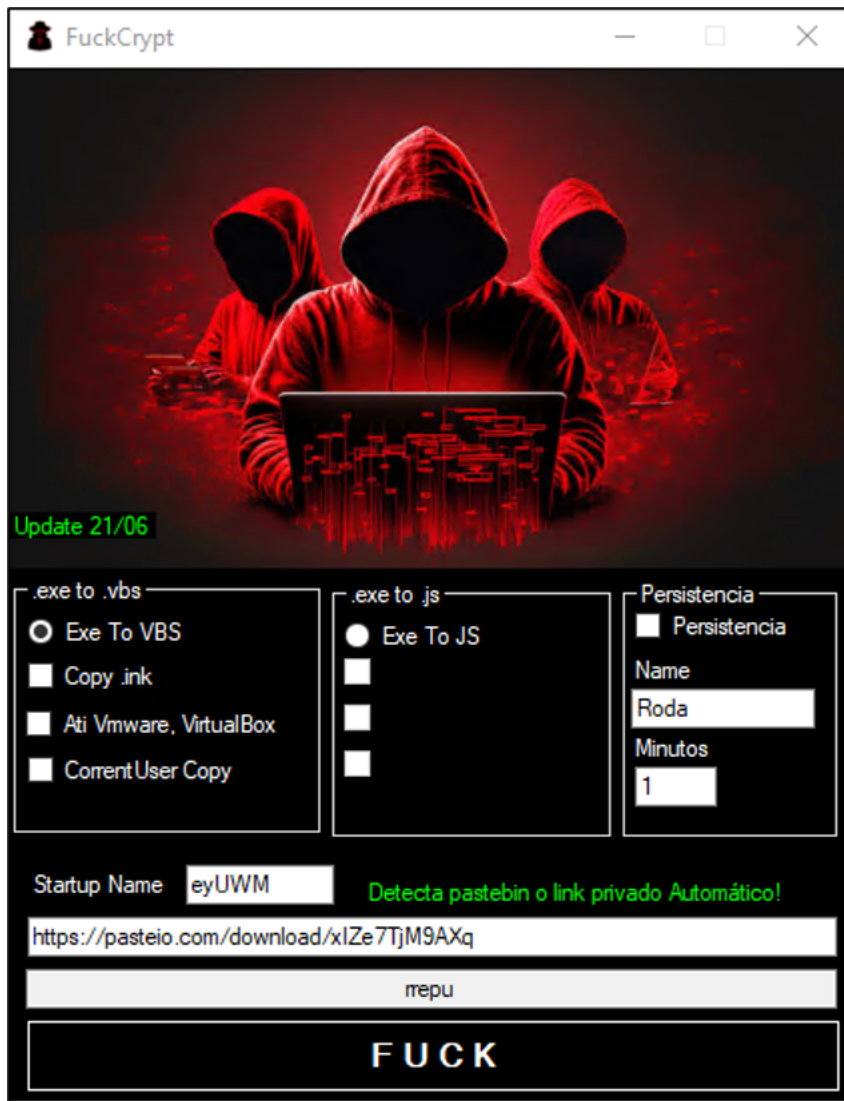 FuckCrypt
Update 21/06
.exe to .vbs
Exe To VBS
Copy .ink
Ati Vmware, VirtualBox
CorrentUser Copy
.exe to .js
Exe To JS
Persistencia
Persistencia
Name
Roda
Minutos
1
Startup Name eyUWM
Detecta pastebin o link privado Automático!
https://pasteio.com/download/xIZe7TjM9AXq
rrepu
FUCK